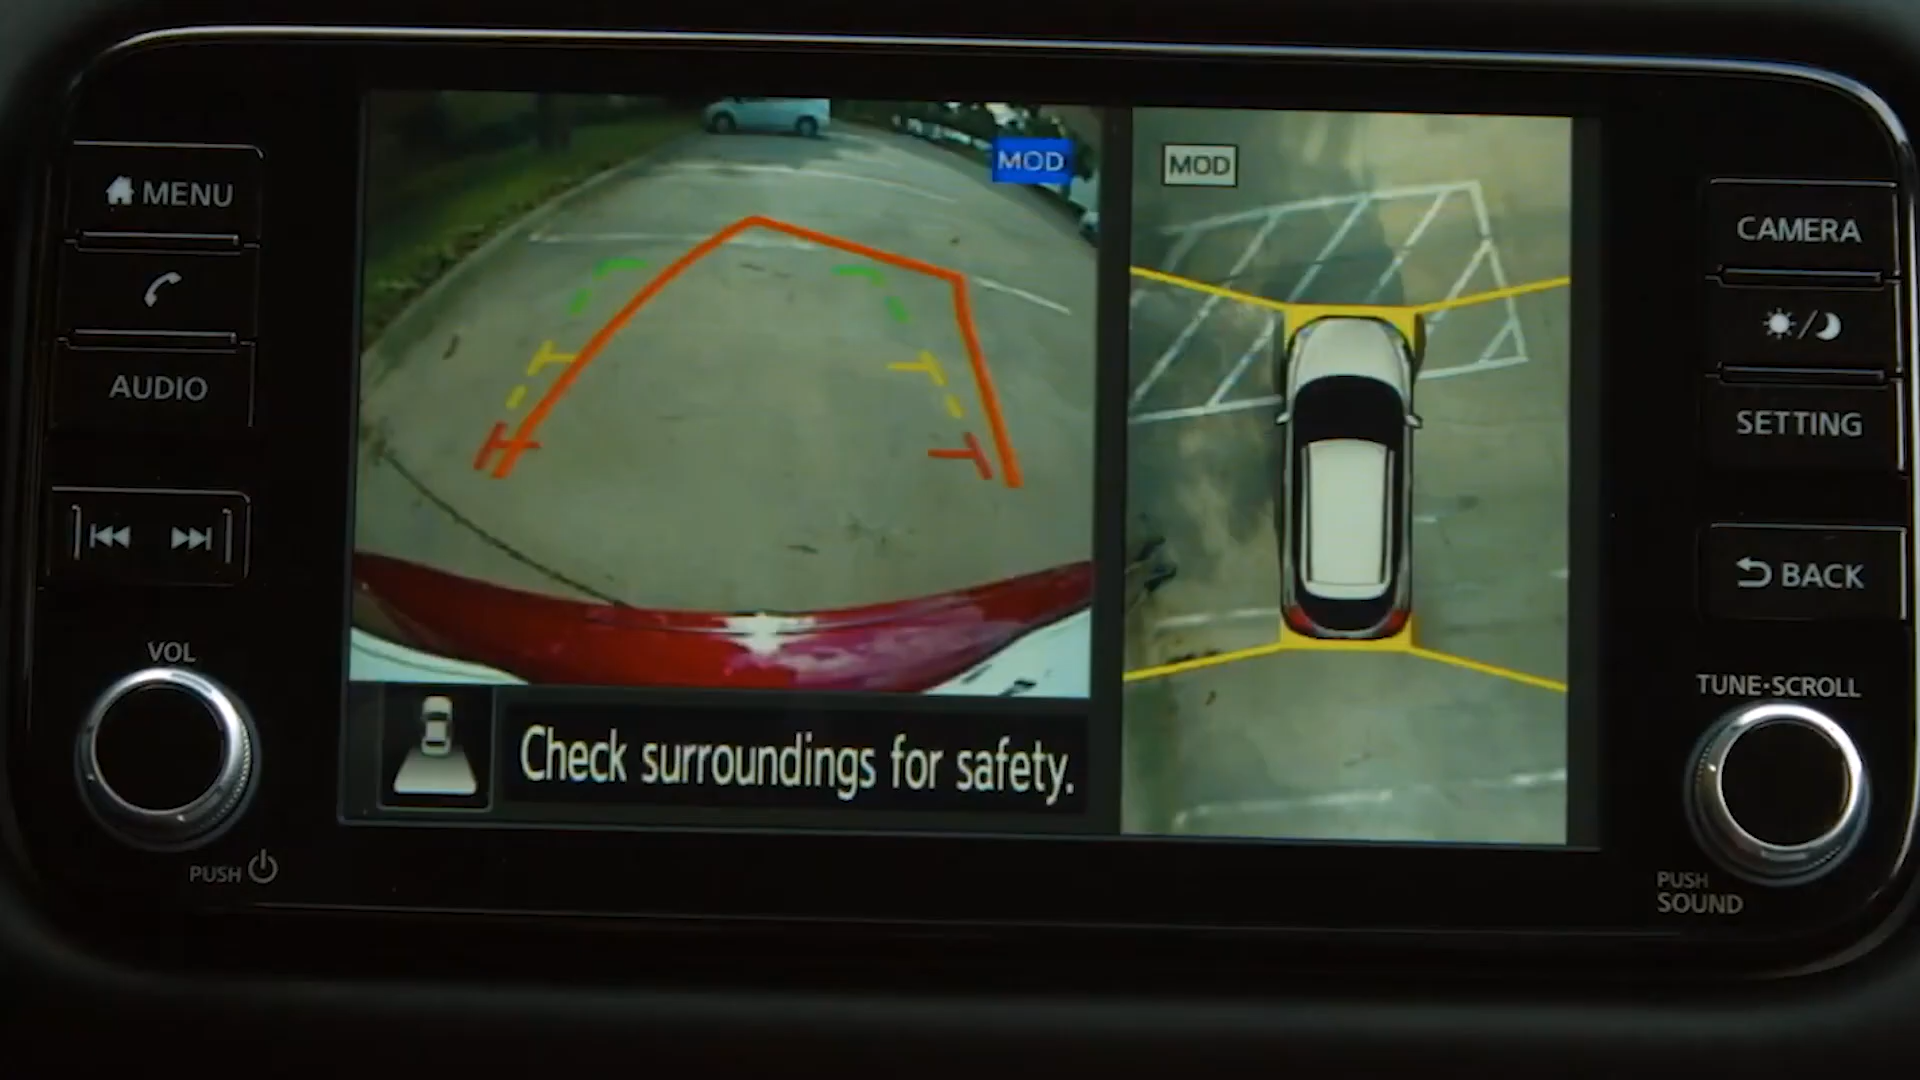 MENU
AUDIO
VOL
PUSH
MOD
MOD
Check surroundings for safety.
CAMERA
SETTING
BACK
TUNE·SCROLL
PUSH
SOUND